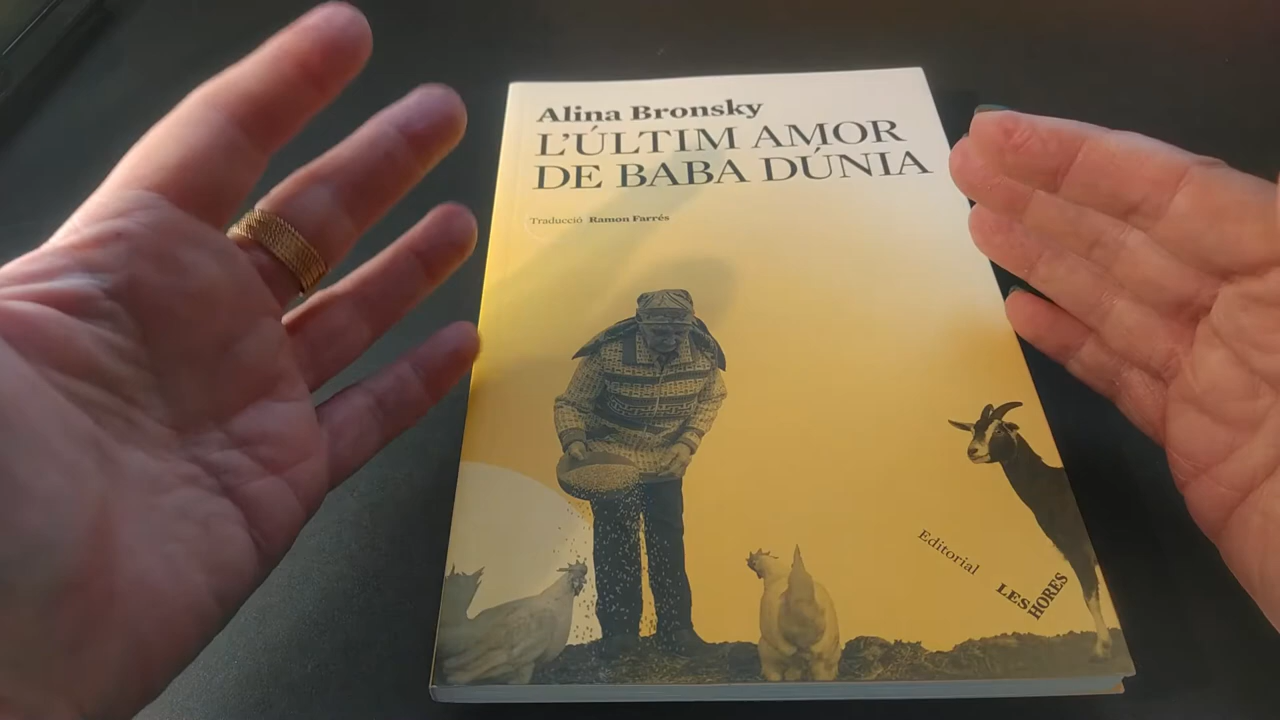 Alina Bronsky
L'ÚLTIM AMOR
DE BABA DÚNIA
Traducció Ramon Farrés
Editorial
LES
HORES